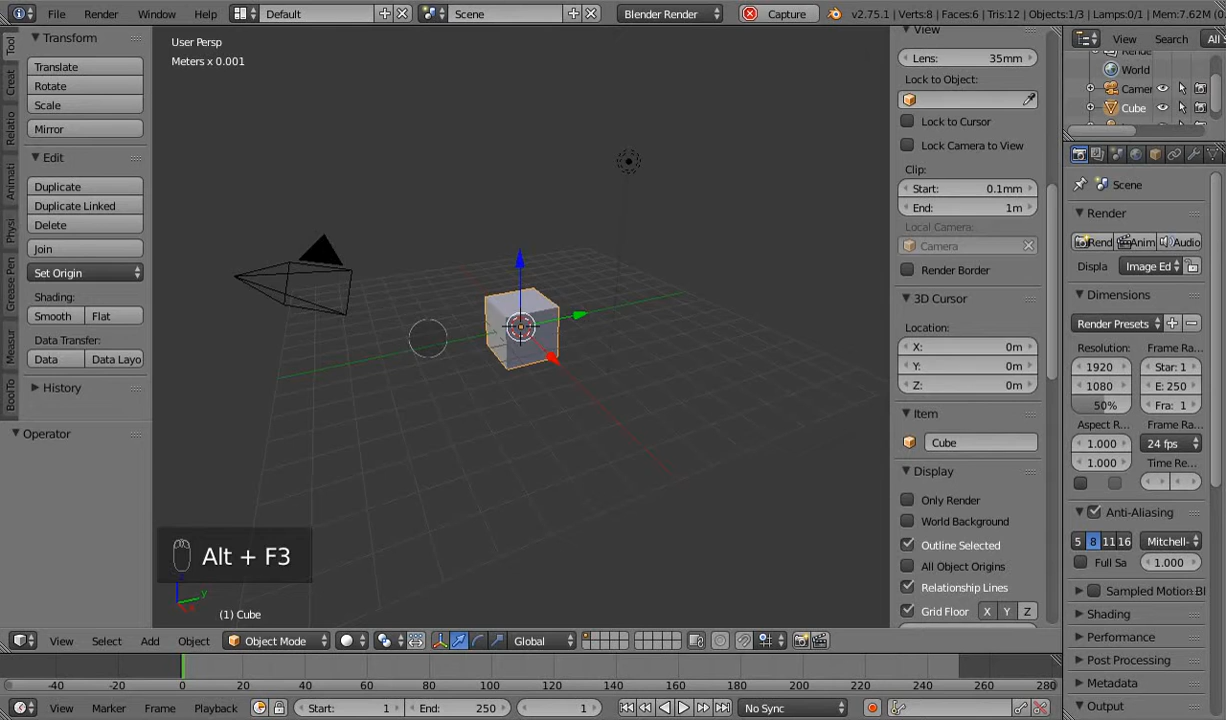 File Render Window Help Default Scene Blender Render Capture v2.75.1 | Verts:8 | Faces:6 | Tris:12 | Objects:1/3 | Lamps:0/1 | Mem:7.62M
Tool
Creat
Relatio
Animati
Physi
Grease Pen
Measur
BoolTo
Transform
Translate
Rotate
Scale
Mirror
Edit
Duplicate
Duplicate Linked
Delete
Join
Set Origin
Shading:
Smooth Flat
Data Transfer:
Data Data Layo
History
Operator
User Persp
Meters x 0.001
Alt + F3
z
y
(1) Cube
View
Lens: 35mm
Lock to Object:
Lock to Cursor
Lock Camera to View
Clip:
Start: 0.1mm
End: 1m
Local Camera:
Camera
Render Border
3D Cursor
Location:
X: 0m
Y: 0m
Z: 0m
Item
Cube
Display
Only Render
World Background
Outline Selected
All Object Origins
Relationship Lines
Grid Floor X Y Z
View Search All S
World
Camer
Cube
Scene
Render
Rend Anim Audio
Displa Image Ed
Dimensions
Render Presets
Resolution: Frame Ra
1920 Star: 1
1080 E: 250
50% Fra: 1
Aspect R... Frame Ra...
1.000 24 fps
1.000 Time Re...
Anti-Aliasing
5 8 11 16 Mitchell-
Full Sa 1.000
Sampled Motion Bl
Shading
Performance
Post Processing
Metadata
Output
View Select Add Object Object Mode Global
-40 -20 0 20 40 60 80 100 120 140 160 180 200 220 240 260 280
View Marker Frame Playback Start: 1 End: 250 1 No Sync